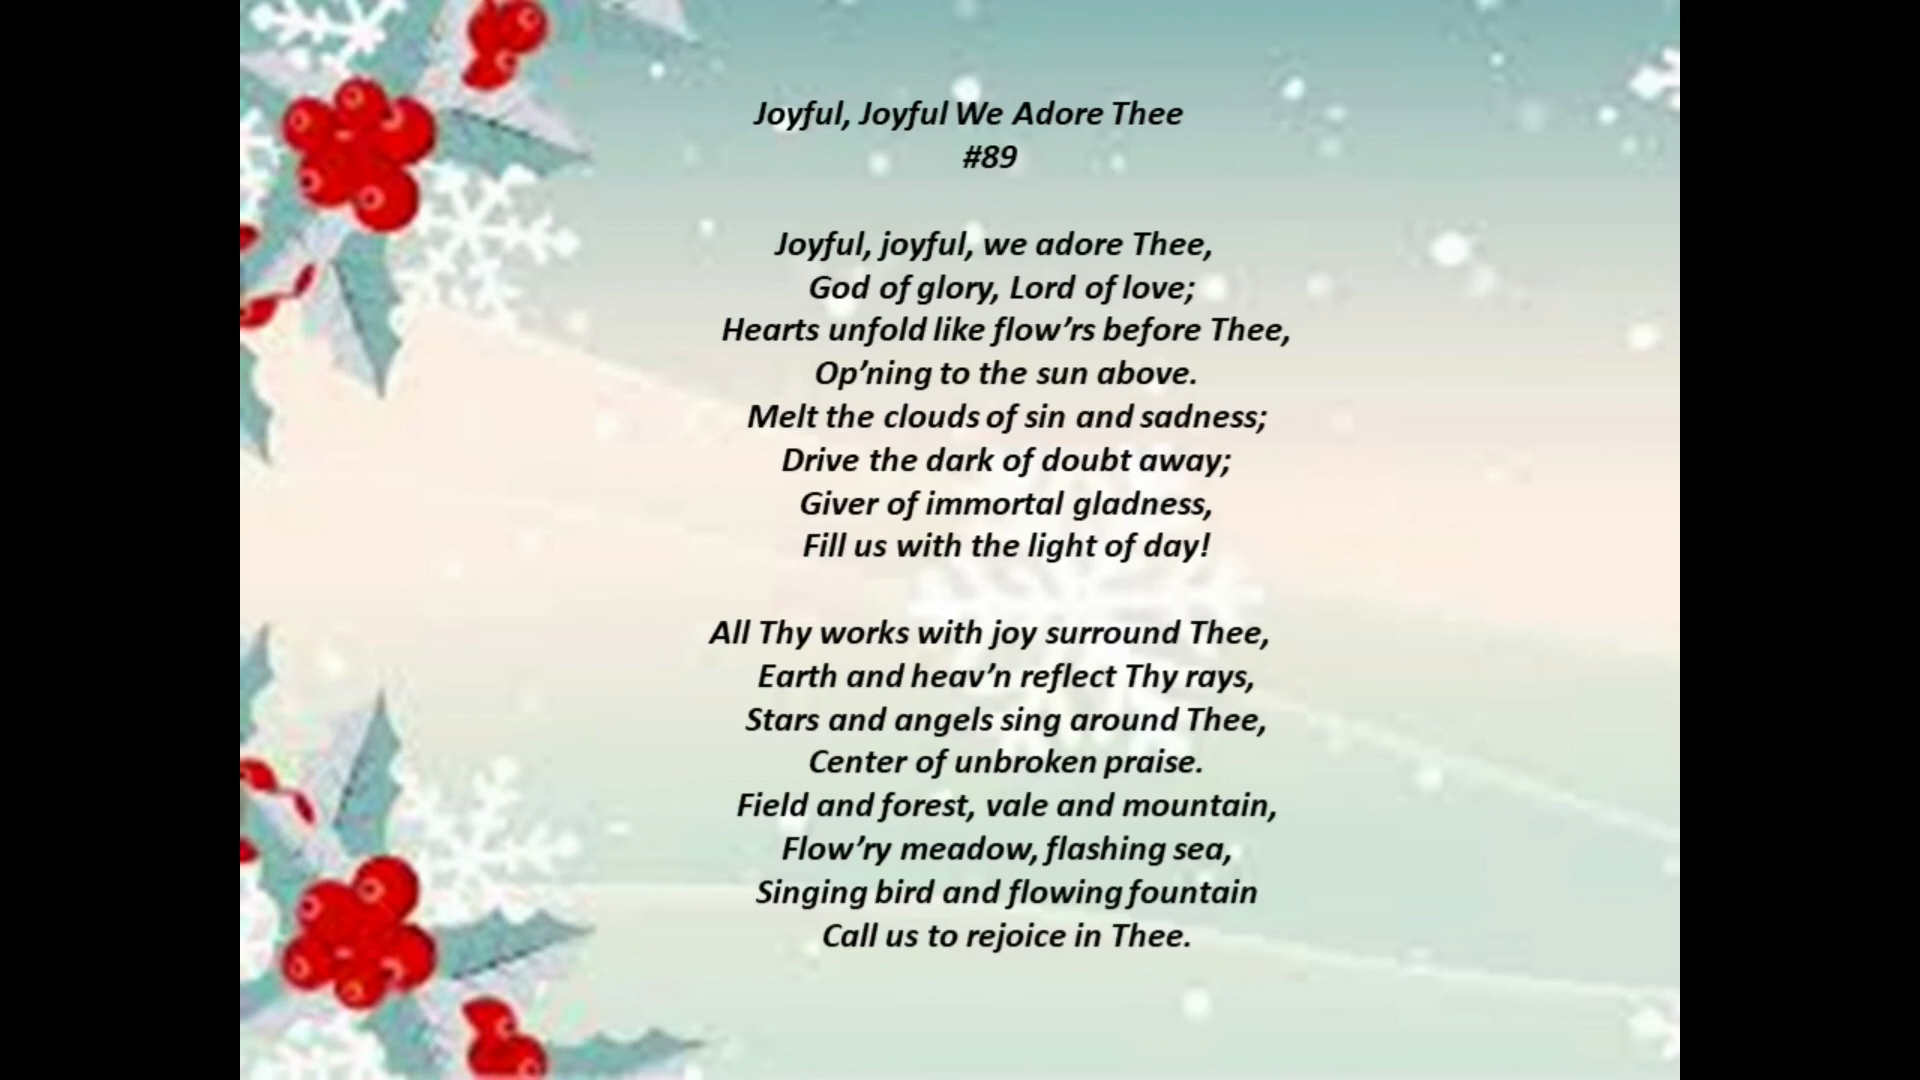 Joyful, Joyful We Adore Thee
#89
Joyful, joyful, we adore Thee,
God of glory, Lord of love;
Hearts unfold like flow’rs before Thee,
Op’ning to the sun above.
Melt the clouds of sin and sadness;
Drive the dark of doubt away;
Giver of immortal gladness,
Fill us with the light of day!
All Thy works with joy surround Thee,
Earth and heav’n reflect Thy rays,
Stars and angels sing around Thee,
Center of unbroken praise.
Field and forest, vale and mountain,
Flow’ry meadow, flashing sea,
Singing bird and flowing fountain
Call us to rejoice in Thee.